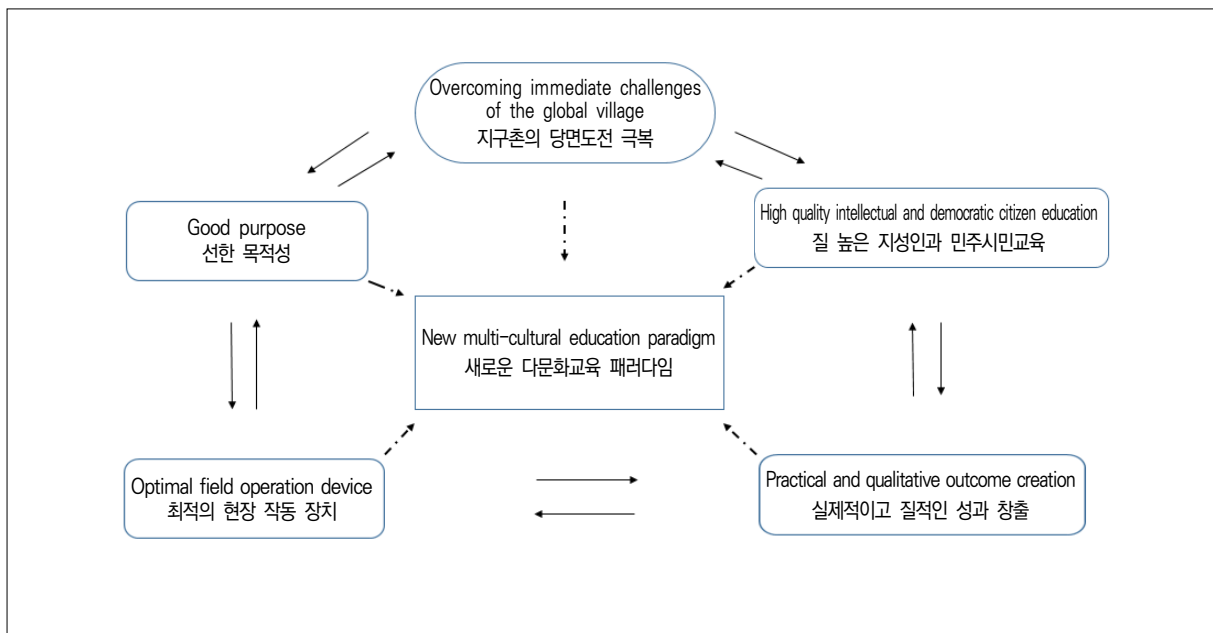 Overcoming immediate challenges
of the global village
지구촌의 당면도전 극복
Good purpose
선한 목적성
High quality intellectual and democratic citizen education
질 높은 지성인과 민주시민교육
New multi-cultural education paradigm
새로운 다문화교육 패러다임
Optimal field operation device
최적의 현장 작동 장치
Practical and qualitative outcome creation
실제적이고 질적인 성과 창출